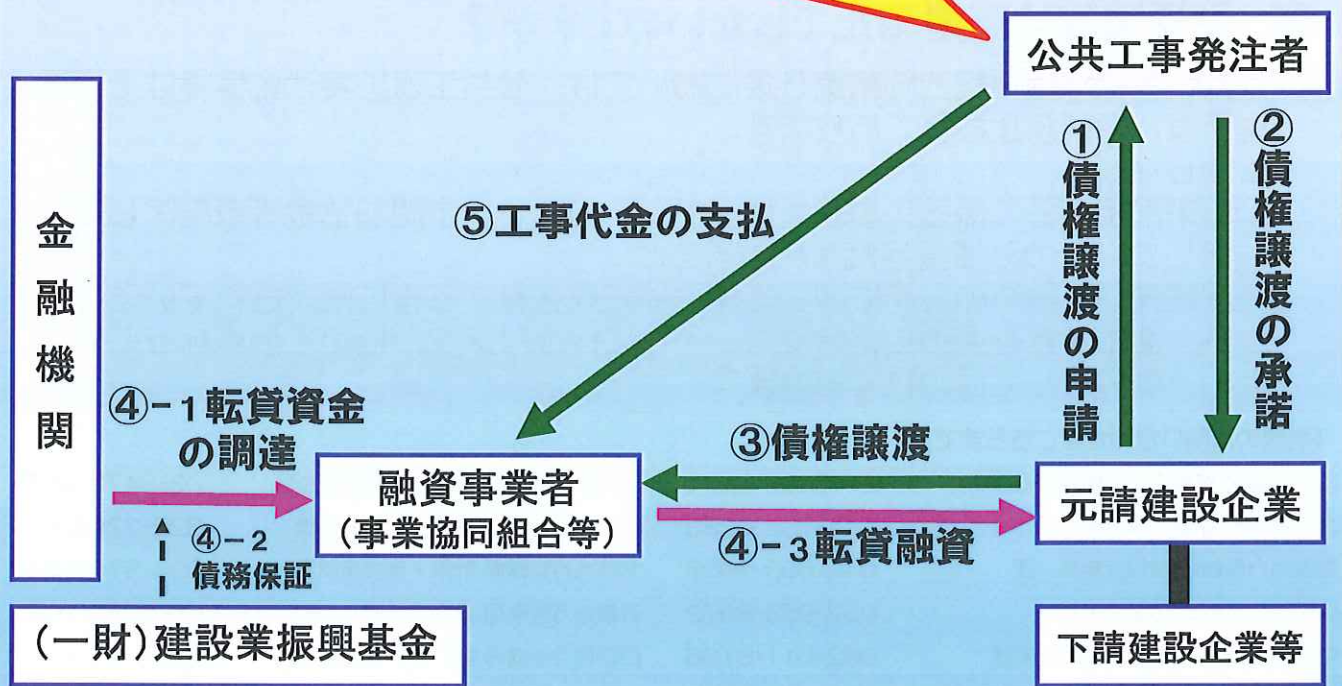 公共工事発注者
①債権譲渡の申請
②債権譲渡の承諾
金融機関
⑤工事代金の支払
④-1転貸資金
の調達
③債権譲渡
融資事業者
(事業協同組合等)
元請建設企業
④-3転貸融資
④-2
債務保証
(一財)建設業振興基金
下請建設企業等